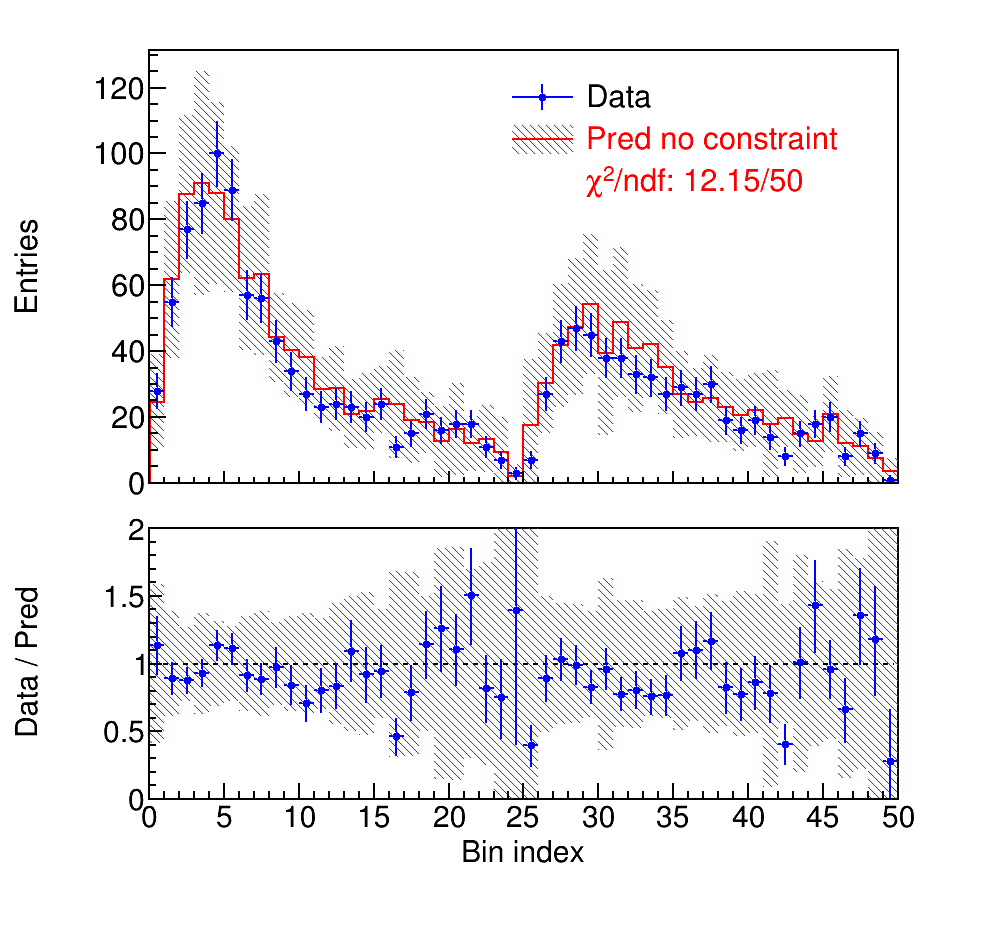 120
100
80
60
40
20
0
Entries
Data
Pred no constraint
χ²/ndf: 12.15/50
2
1.5
1
0.5
0
Data / Pred
0 5 10 15 20 25 30 35 40 45 50
Bin index